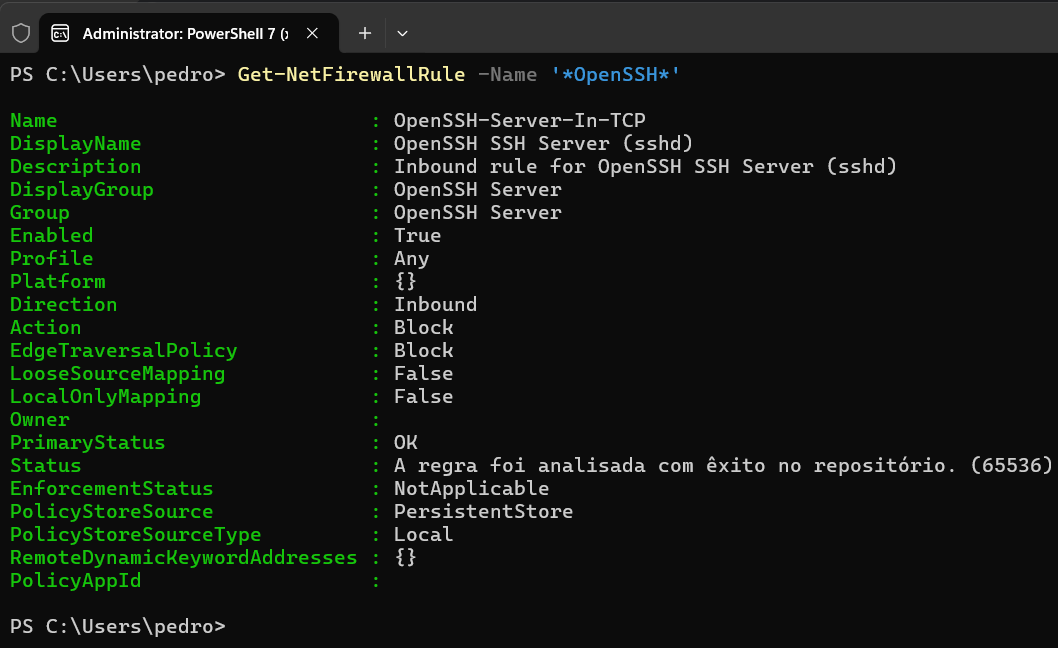 Administrator: PowerShell 7 (x
PS C:\Users\pedro> Get-NetFirewallRule -Name '*OpenSSH*'
Name : OpenSSH-Server-In-TCP
DisplayName : OpenSSH SSH Server (sshd)
Description : Inbound rule for OpenSSH SSH Server (sshd)
DisplayGroup : OpenSSH Server
Group : OpenSSH Server
Enabled : True
Profile : Any
Platform : {}
Direction : Inbound
Action : Block
EdgeTraversalPolicy : Block
LooseSourceMapping : False
LocalOnlyMapping : False
Owner :
PrimaryStatus : OK
Status : A regra foi analisada com êxito no repositório. (65536)
EnforcementStatus : NotApplicable
PolicyStoreSource : PersistentStore
PolicyStoreSourceType : Local
RemoteDynamicKeywordAddresses : {}
PolicyAppId :
PS C:\Users\pedro>